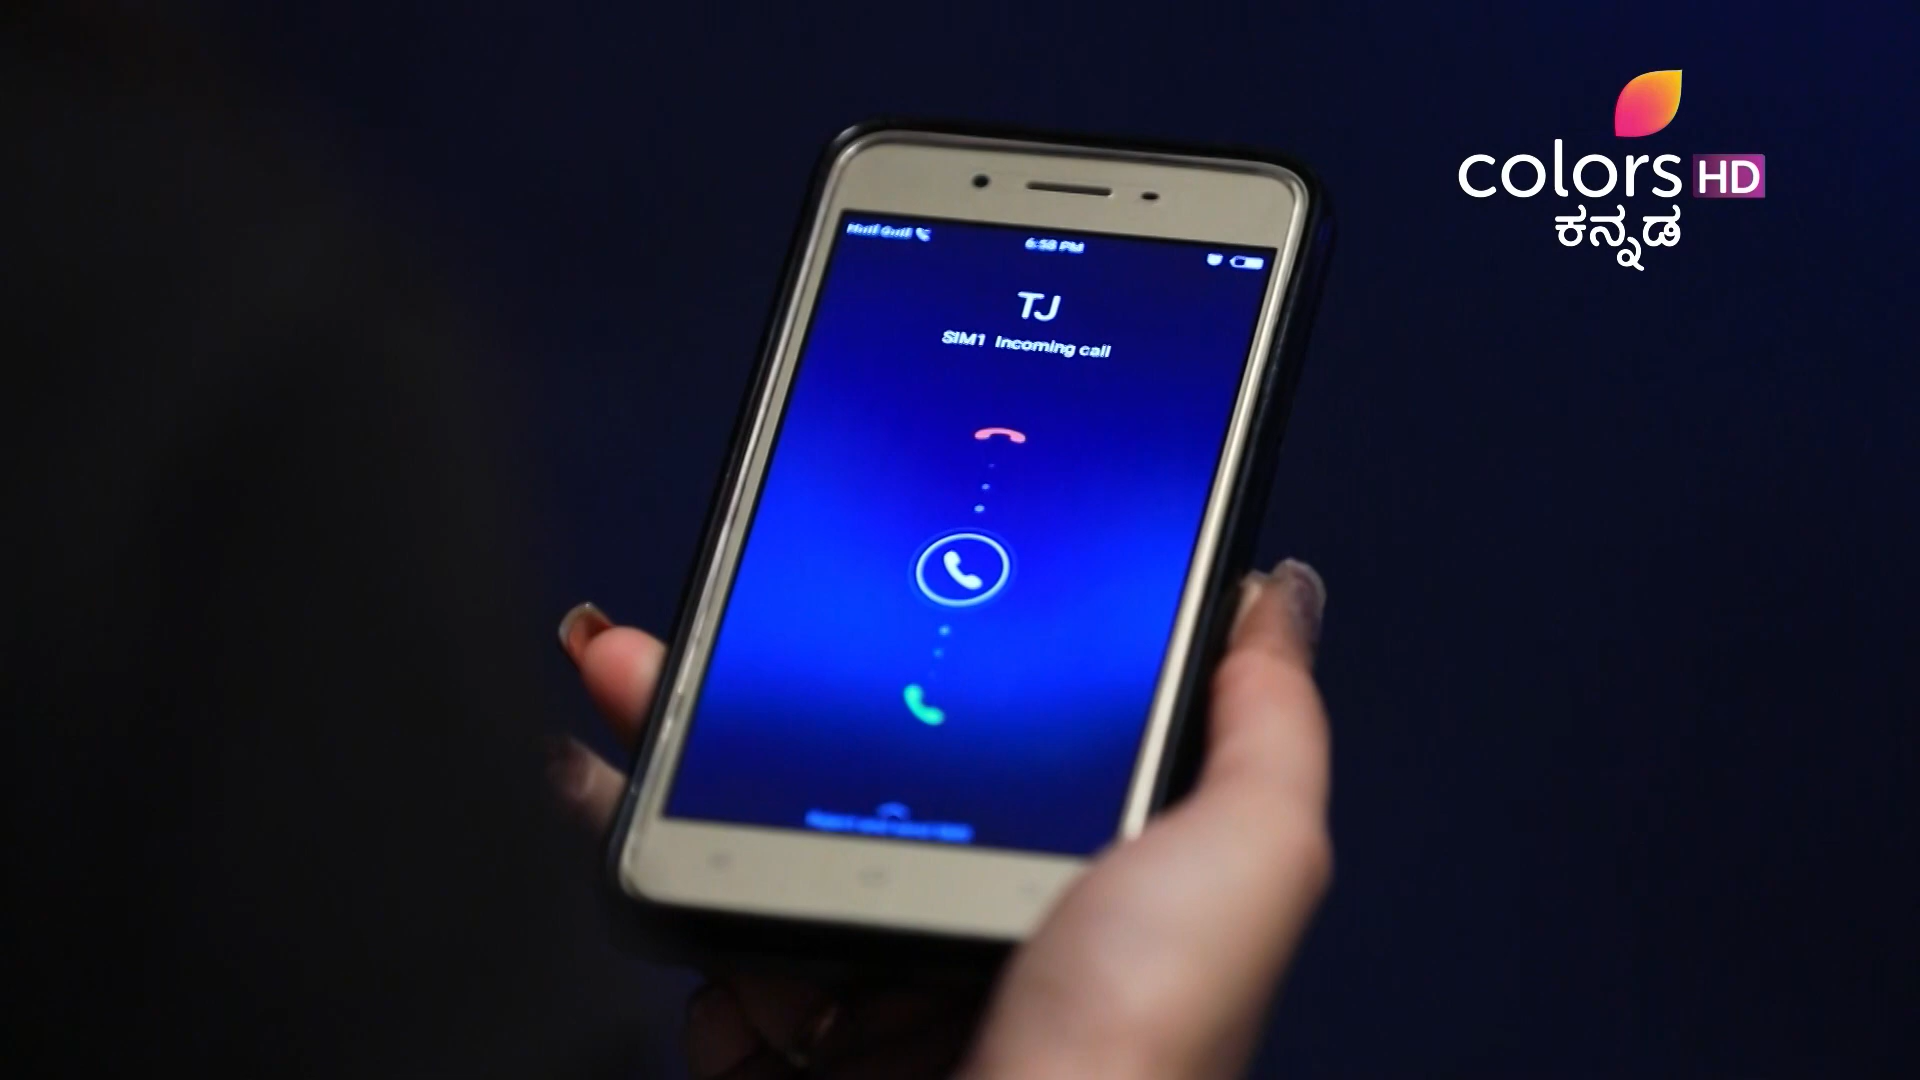 colors HD
ಕನ್ನಡ
6:58 PM
TJ
SIM1 Incoming call